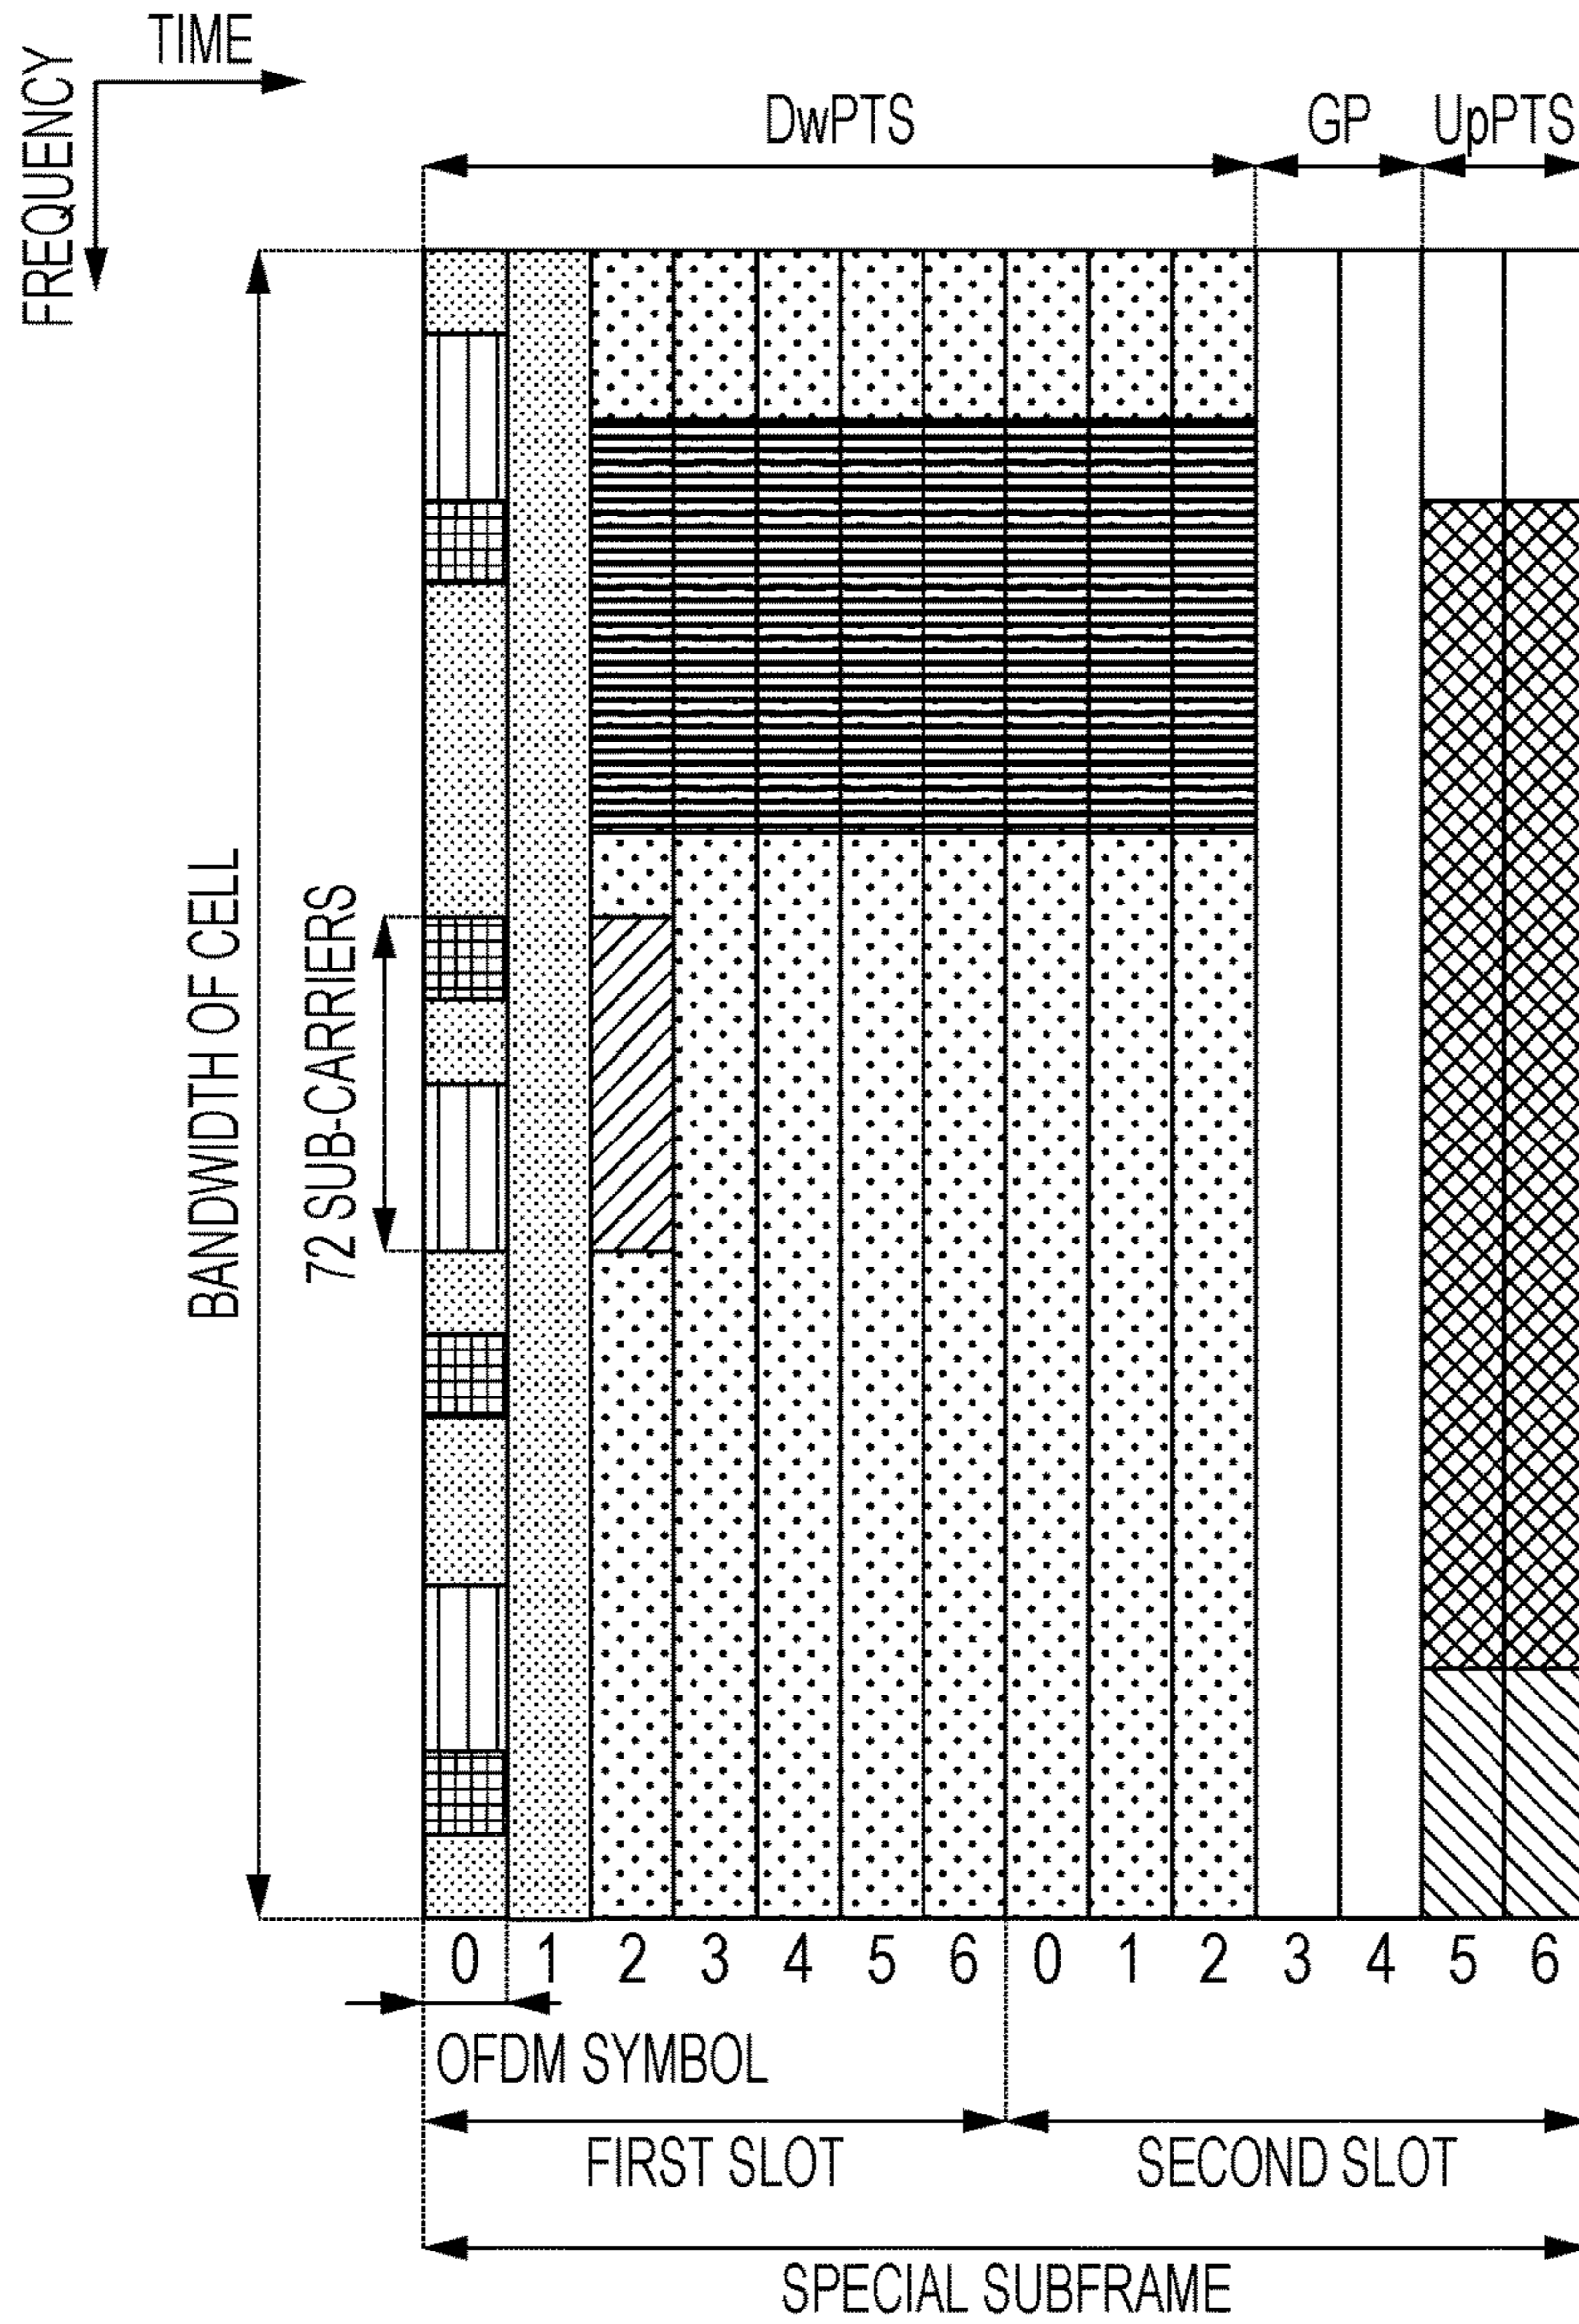 TIME
FREQUENCY
DwPTS
GP
UpPTS
BANDWIDTH OF CELL
72 SUB-CARRIERS
0 1 2 3 4 5 6 0 1 2 3 4 5 6
OFDM SYMBOL
FIRST SLOT
SECOND SLOT
SPECIAL SUBFRAME